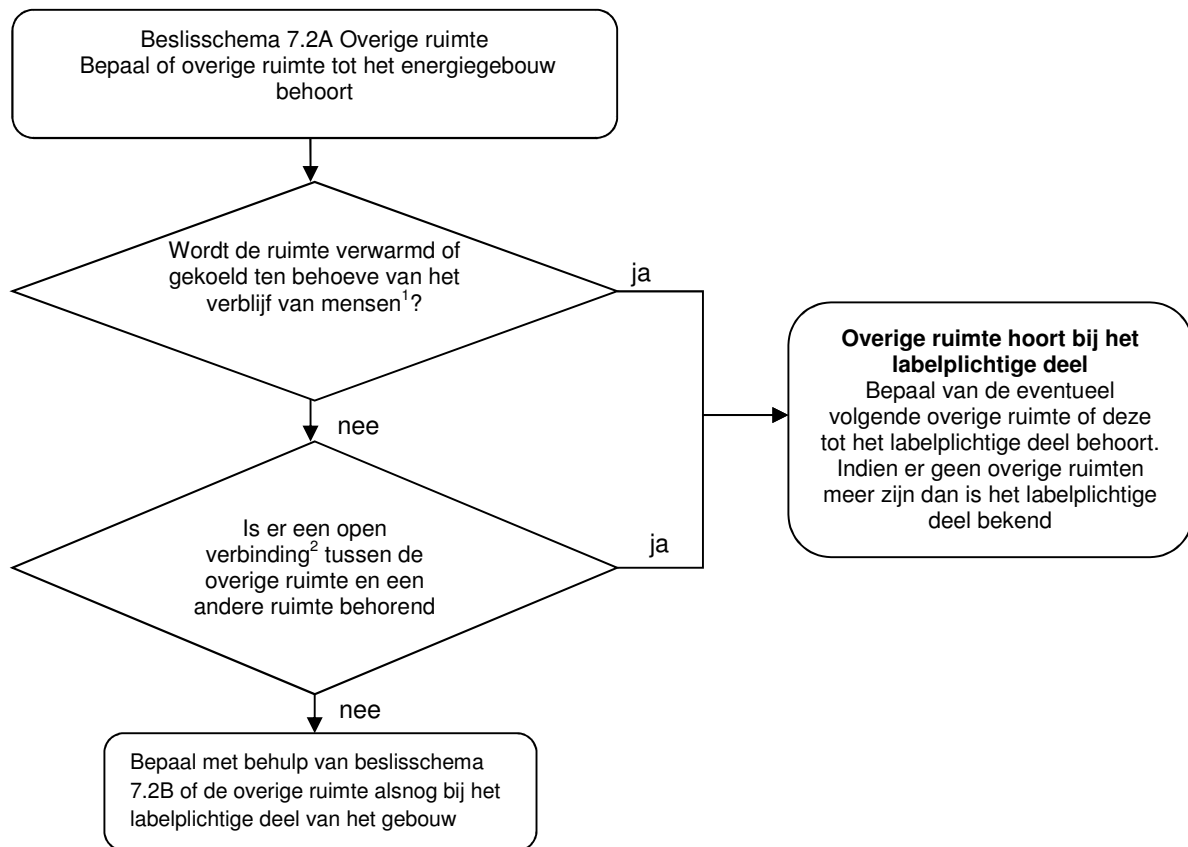 Beslisschema 7.2A Overige ruimte
Bepaal of overige ruimte tot het energiegebouw
behoort
Wordt de ruimte verwarmd of
gekoeld ten behoeve van het
verblijf van mensen¹?
ja
nee
Overige ruimte hoort bij het
labelplichtige deel
Bepaal van de eventueel
volgende overige ruimte of deze
tot het labelplichtige deel behoort.
Indien er geen overige ruimten
meer zijn dan is het labelplichtige
deel bekend
Is er een open
verbinding² tussen de
overige ruimte en een
andere ruimte behorend
ja
nee
Bepaal met behulp van beslisschema
7.2B of de overige ruimte alsnog bij het
labelplichtige deel van het gebouw